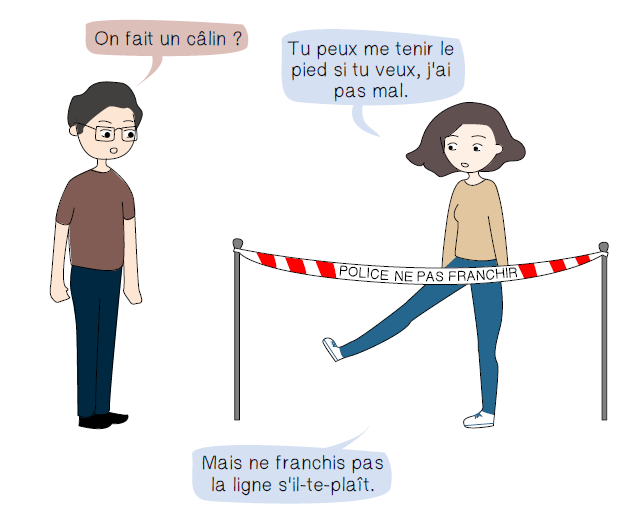 On fait un câlin ?
Tu peux me tenir le
pied si tu veux, j'ai
pas mal.
POLICE NE PAS FRANCHIR
Mais ne franchis pas
la ligne s'il-te-plaît.